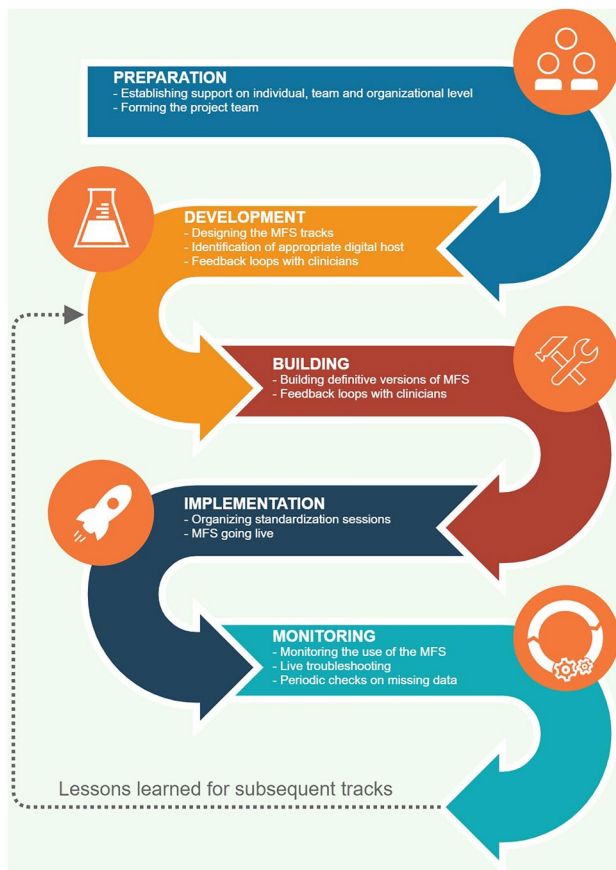 PREPARATION
- Establishing support on individual, team and organizational level
- Forming the project team
DEVELOPMENT
- Designing the MFS tracks
- Identification of appropriate digital host
- Feedback loops with clinicians
BUILDING
- Building definitive versions of MFS
- Feedback loops with clinicians
IMPLEMENTATION
- Organizing standardization sessions
- MFS going live
MONITORING
- Monitoring the use of the MFS
- Live troubleshooting
- Periodic checks on missing data
Lessons learned for subsequent tracks